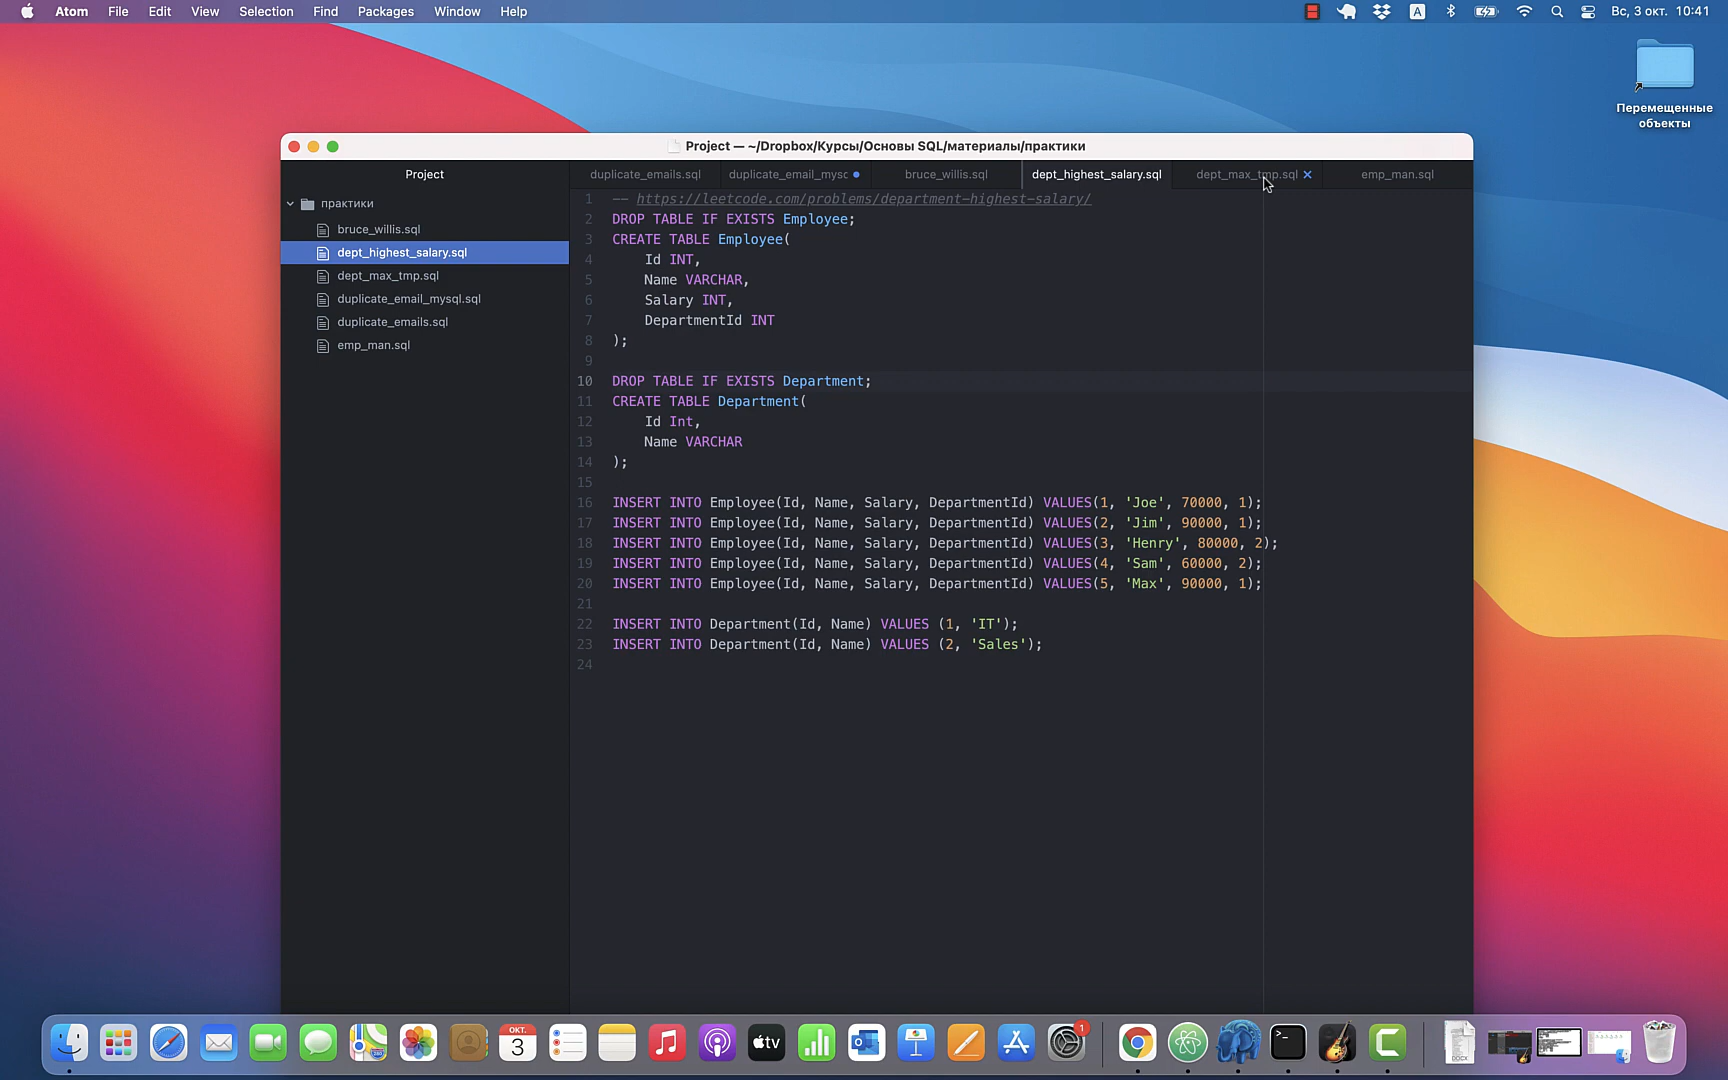 Atom File Edit View Selection Find Packages Window Help
A
Вс, 3 окт. 10:41
Перемещенные
объекты
Project — ~/Dropbox/Курсы/Основы SQL/материалы/практики
Project
практики
bruce_willis.sql
dept_highest_salary.sql
dept_max_tmp.sql
duplicate_email_mysql.sql
duplicate_emails.sql
emp_man.sql
duplicate_emails.sql
duplicate_email_mysc
bruce_willis.sql
dept_highest_salary.sql
dept_max_tmp.sql
emp_man.sql
1 -- https://leetcode.com/problems/department-highest-salary/
2 DROP TABLE IF EXISTS Employee;
3 CREATE TABLE Employee(
4     Id INT,
5     Name VARCHAR,
6     Salary INT,
7     DepartmentId INT
8 );
9
10 DROP TABLE IF EXISTS Department;
11 CREATE TABLE Department(
12     Id Int,
13     Name VARCHAR
14 );
15
16 INSERT INTO Employee(Id, Name, Salary, DepartmentId) VALUES(1, 'Joe', 70000, 1);
17 INSERT INTO Employee(Id, Name, Salary, DepartmentId) VALUES(2, 'Jim', 90000, 1);
18 INSERT INTO Employee(Id, Name, Salary, DepartmentId) VALUES(3, 'Henry', 80000, 2);
19 INSERT INTO Employee(Id, Name, Salary, DepartmentId) VALUES(4, 'Sam', 60000, 2);
20 INSERT INTO Employee(Id, Name, Salary, DepartmentId) VALUES(5, 'Max', 90000, 1);
21
22 INSERT INTO Department(Id, Name) VALUES (1, 'IT');
23 INSERT INTO Department(Id, Name) VALUES (2, 'Sales');
24
ОКТ.
3
tv
1
DOCX